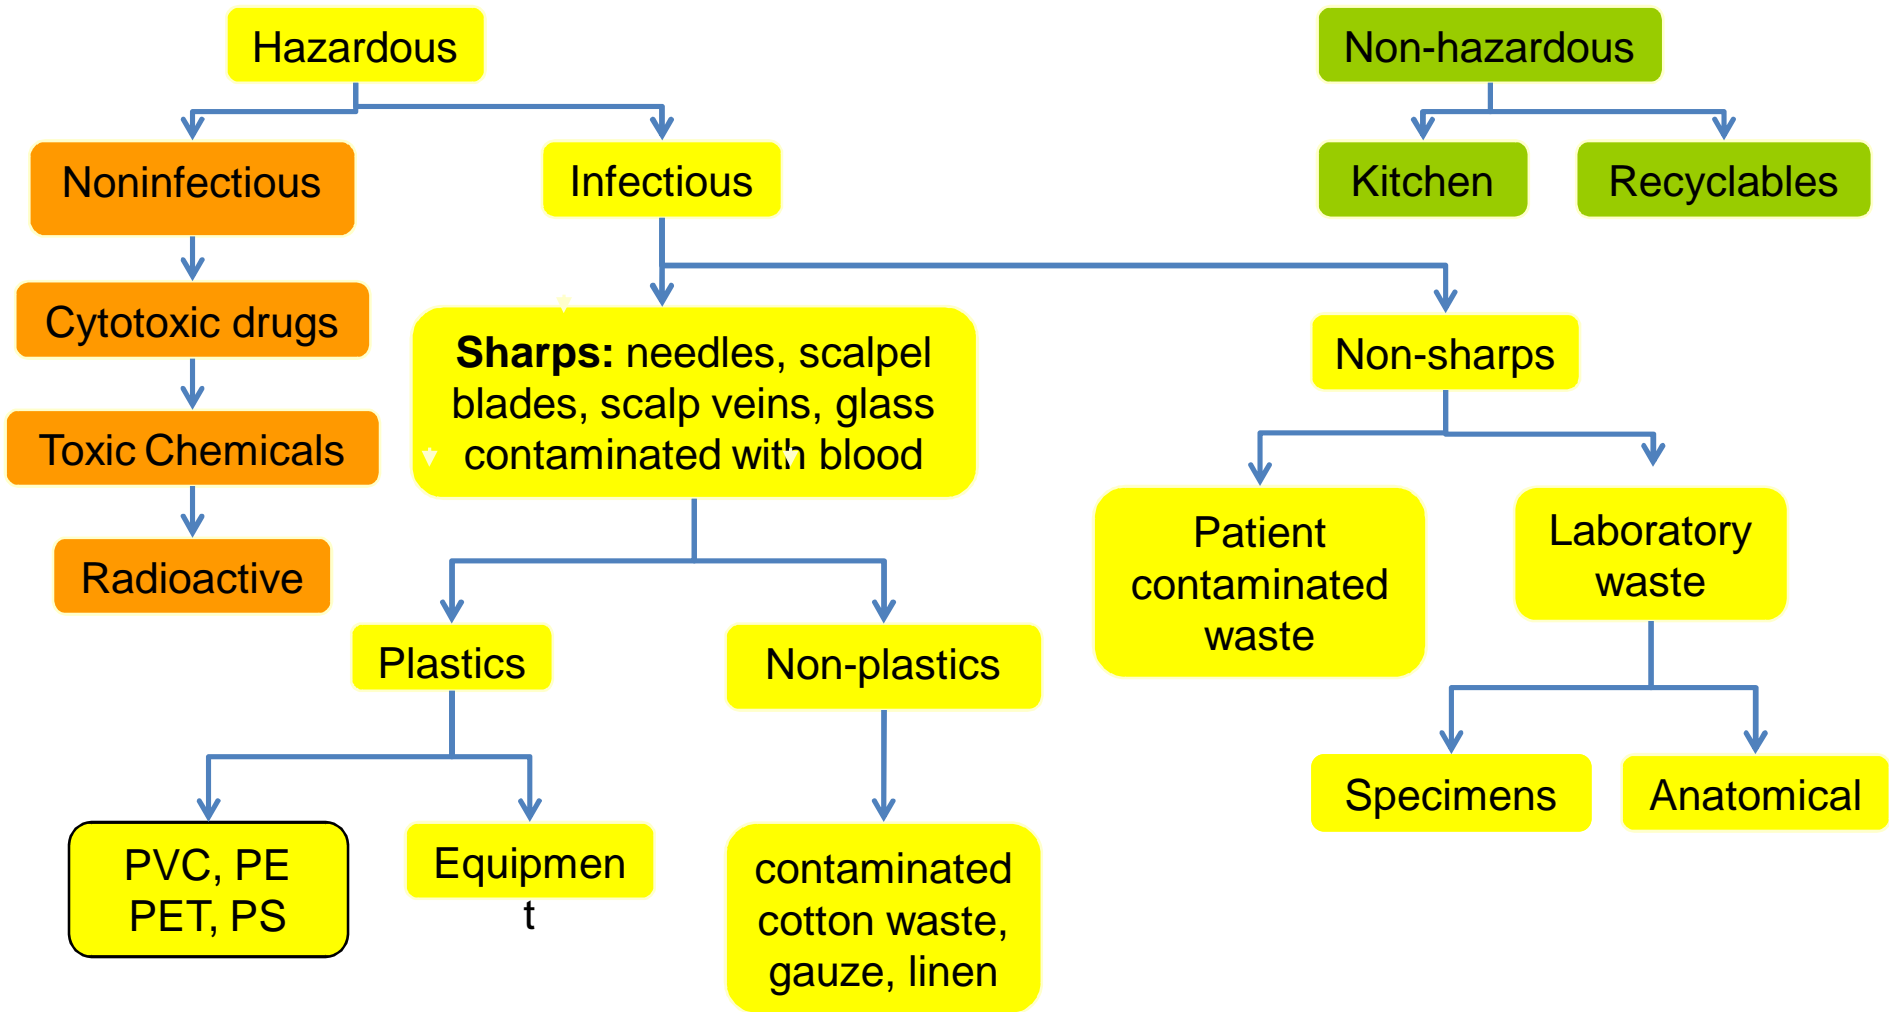 Hazardous
Non-hazardous
Noninfectious
Infectious
Kitchen
Recyclables
Cytotoxic drugs
Sharps: needles, scalpel
blades, scalp veins, glass
contaminated with blood
Non-sharps
Toxic Chemicals
Radioactive
Patient
contaminated
waste
Laboratory
waste
Plastics
Non-plastics
Specimens
Anatomical
PVC, PE
PET, PS
Equipmen
t
contaminated
cotton waste,
gauze, linen